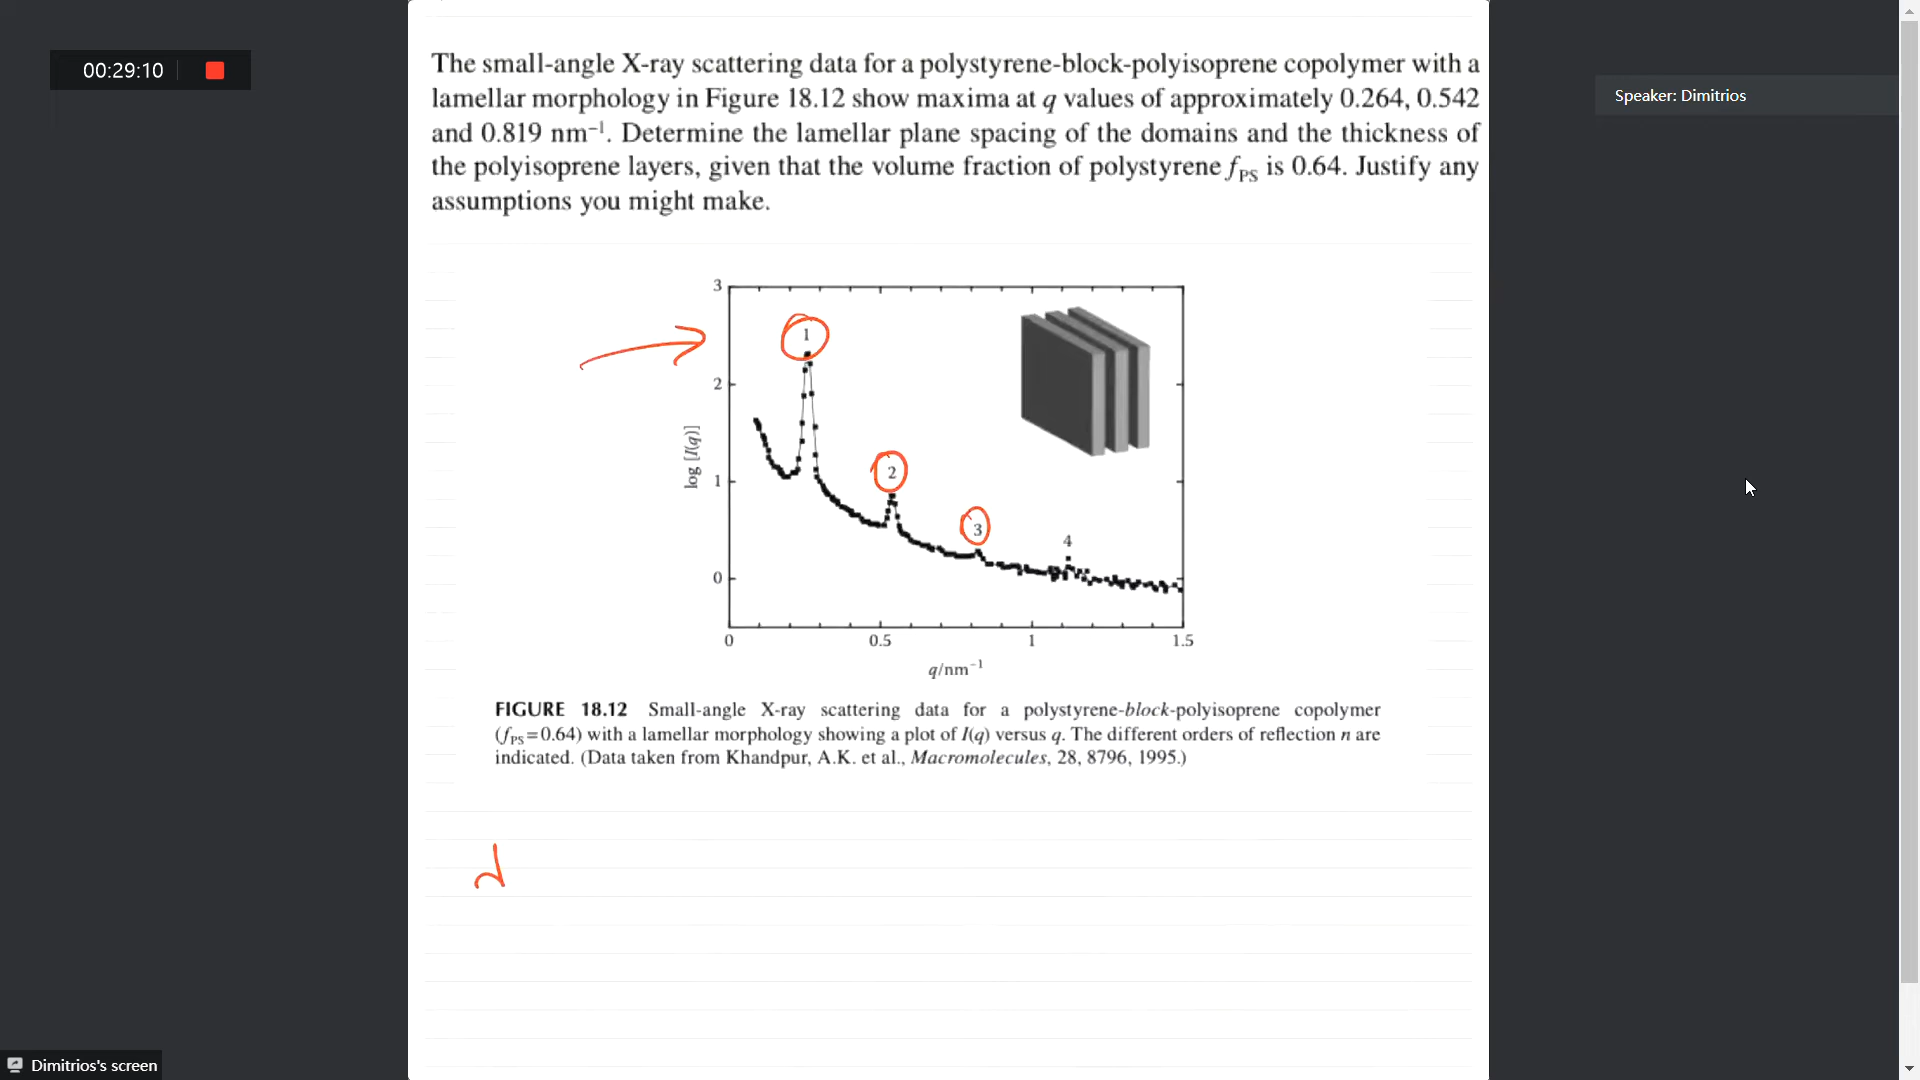 00:29:10
Speaker: Dimitrios
The small-angle X-ray scattering data for a polystyrene-block-polyisoprene copolymer with a
lamellar morphology in Figure 18.12 show maxima at q values of approximately 0.264, 0.542
and 0.819 nm⁻¹. Determine the lamellar plane spacing of the domains and the thickness of
the polyisoprene layers, given that the volume fraction of polystyrene fPS is 0.64. Justify any
assumptions you might make.
3
1
2
log [I(q)]
2
1
3
4
0
0 0.5 1 1.5
q/nm⁻¹
FIGURE 18.12 Small-angle X-ray scattering data for a polystyrene-block-polyisoprene copolymer
(fPS=0.64) with a lamellar morphology showing a plot of I(q) versus q. The different orders of reflection n are
indicated. (Data taken from Khandpur, A.K. et al., Macromolecules, 28, 8796, 1995.)
Dimitrios's screen